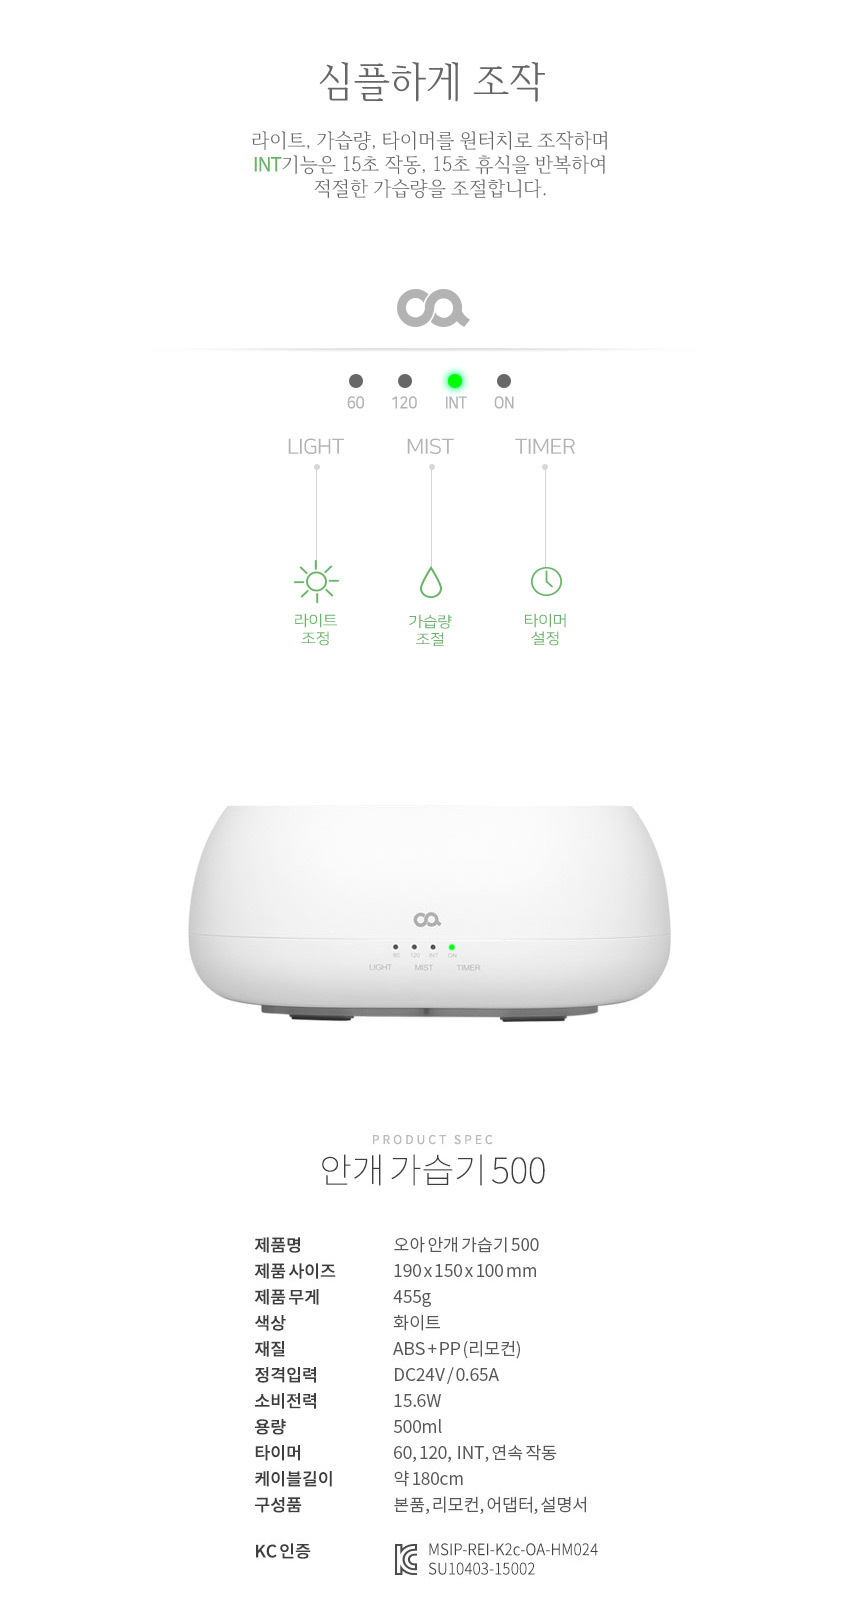 심플하게 조작
라이트, 가습량, 타이머를 원터치로 조작하며
INT기능은 15초 작동, 15초 휴식을 반복하여
적절한 가습량을 조절합니다.
oa
60 120 INT ON
LIGHT MIST TIMER
라이트 가습량 타이머
조정 조절 설정
oa
60 120 INT ON
LIGHT MIST TIMER
PRODUCT SPEC
안개 가습기 500
제품명 오아 안개 가습기 500
제품 사이즈 190 x 150 x 100 mm
제품 무게 455g
색상 화이트
재질 ABS + PP (리모컨)
정격입력 DC24V / 0.65A
소비전력 15.6W
용량 500ml
타이머 60, 120, INT, 연속 작동
케이블길이 약 180cm
구성품 본품, 리모컨, 어댑터, 설명서
KC 인증 MSIP-REI-K2c-OA-HM024
SU10403-15002